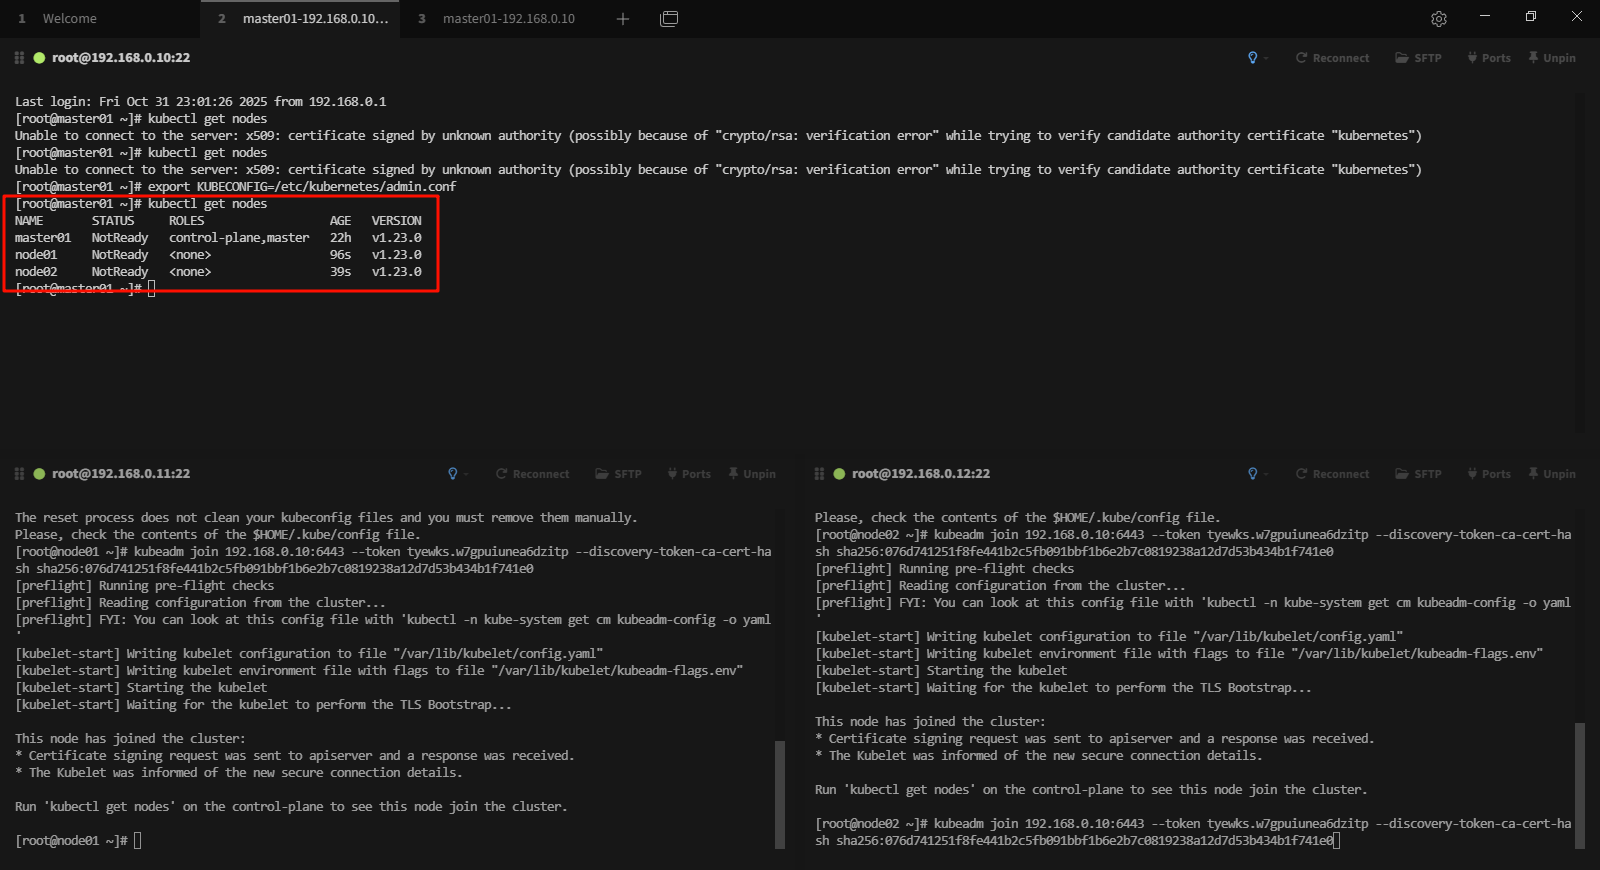 1 Welcome
2 master01-192.168.0.10...
3 master01-192.168.0.10
root@192.168.0.10:22
Reconnect SFTP Ports Unpin
Last login: Fri Oct 31 23:01:26 2025 from 192.168.0.1
[root@master01 ~]# kubectl get nodes
Unable to connect to the server: x509: certificate signed by unknown authority (possibly because of "crypto/rsa: verification error" while trying to verify candidate authority certificate "kubernetes")
[root@master01 ~]# kubectl get nodes
Unable to connect to the server: x509: certificate signed by unknown authority (possibly because of "crypto/rsa: verification error" while trying to verify candidate authority certificate "kubernetes")
[root@master01 ~]# export KUBECONFIG=/etc/kubernetes/admin.conf
[root@master01 ~]# kubectl get nodes
NAME STATUS ROLES AGE VERSION
master01 NotReady control-plane,master 22h v1.23.0
node01 NotReady <none> 96s v1.23.0
node02 NotReady <none> 39s v1.23.0
[root@master01 ~]#
root@192.168.0.11:22
Reconnect SFTP Ports Unpin
The reset process does not clean your kubeconfig files and you must remove them manually.
Please, check the contents of the $HOME/.kube/config file.
[root@node01 ~]# kubeadm join 192.168.0.10:6443 --token tyewks.w7gpuiunea6dzitp --discovery-token-ca-cert-ha
sh sha256:076d741251f8fe441b2c5fb091bbf1b6e2b7c0819238a12d7d53b434b1f741e0
[preflight] Running pre-flight checks
[preflight] Reading configuration from the cluster...
[preflight] FYI: You can look at this config file with 'kubectl -n kube-system get cm kubeadm-config -o yaml
'
[kubelet-start] Writing kubelet configuration to file "/var/lib/kubelet/config.yaml"
[kubelet-start] Writing kubelet environment file with flags to file "/var/lib/kubelet/kubeadm-flags.env"
[kubelet-start] Starting the kubelet
[kubelet-start] Waiting for the kubelet to perform the TLS Bootstrap...
This node has joined the cluster:
* Certificate signing request was sent to apiserver and a response was received.
* The Kubelet was informed of the new secure connection details.
Run 'kubectl get nodes' on the control-plane to see this node join the cluster.
[root@node01 ~]#
root@192.168.0.12:22
Reconnect SFTP Ports Unpin
Please, check the contents of the $HOME/.kube/config file.
[root@node02 ~]# kubeadm join 192.168.0.10:6443 --token tyewks.w7gpuiunea6dzitp --discovery-token-ca-cert-ha
sh sha256:076d741251f8fe441b2c5fb091bbf1b6e2b7c0819238a12d7d53b434b1f741e0
[preflight] Running pre-flight checks
[preflight] Reading configuration from the cluster...
[preflight] FYI: You can look at this config file with 'kubectl -n kube-system get cm kubeadm-config -o yaml
'
[kubelet-start] Writing kubelet configuration to file "/var/lib/kubelet/config.yaml"
[kubelet-start] Writing kubelet environment file with flags to file "/var/lib/kubelet/kubeadm-flags.env"
[kubelet-start] Starting the kubelet
[kubelet-start] Waiting for the kubelet to perform the TLS Bootstrap...
This node has joined the cluster:
* Certificate signing request was sent to apiserver and a response was received.
* The Kubelet was informed of the new secure connection details.
Run 'kubectl get nodes' on the control-plane to see this node join the cluster.
[root@node02 ~]# kubeadm join 192.168.0.10:6443 --token tyewks.w7gpuiunea6dzitp --discovery-token-ca-cert-ha
sh sha256:076d741251f8fe441b2c5fb091bbf1b6e2b7c0819238a12d7d53b434b1f741e0